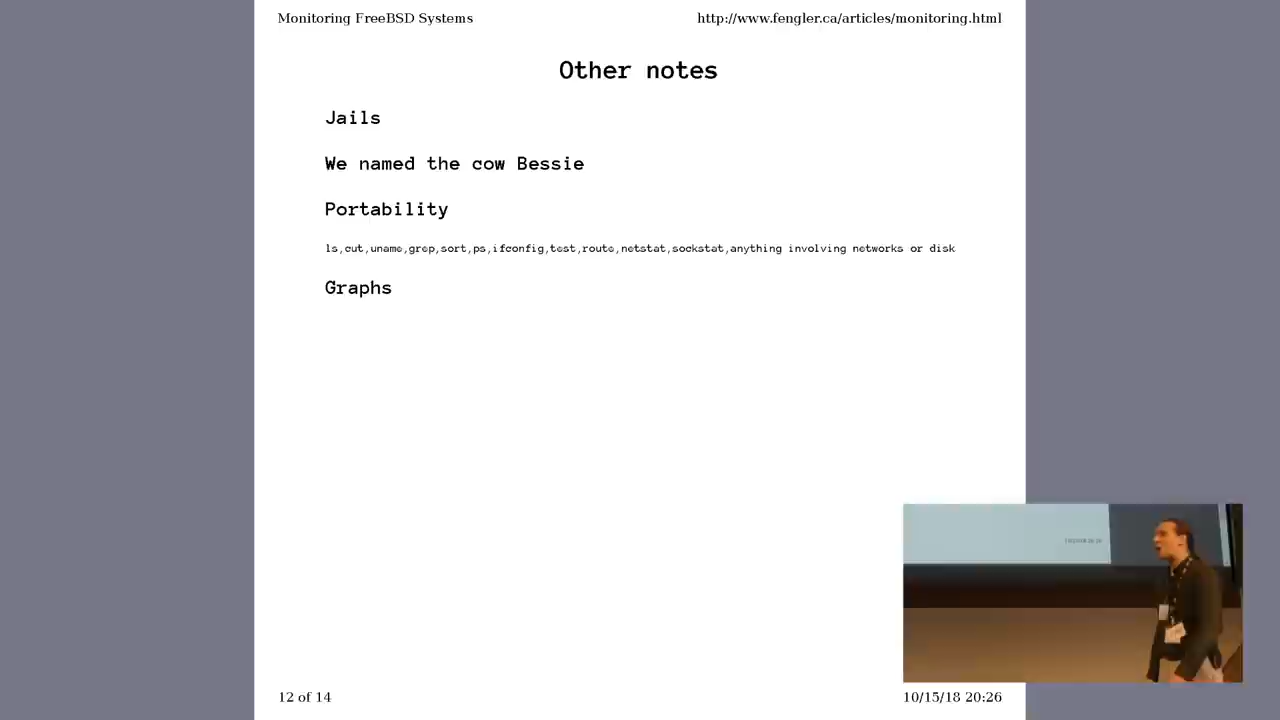 Monitoring FreeBSD Systems
http://www.fengler.ca/articles/monitoring.html
Other notes
Jails
We named the cow Bessie
Portability
ls,cut,uname,grep,sort,ps,ifconfig,test,route,netstat,sockstat,anything involving networks or disk
Graphs
12 of 14
10/15/18 20:26